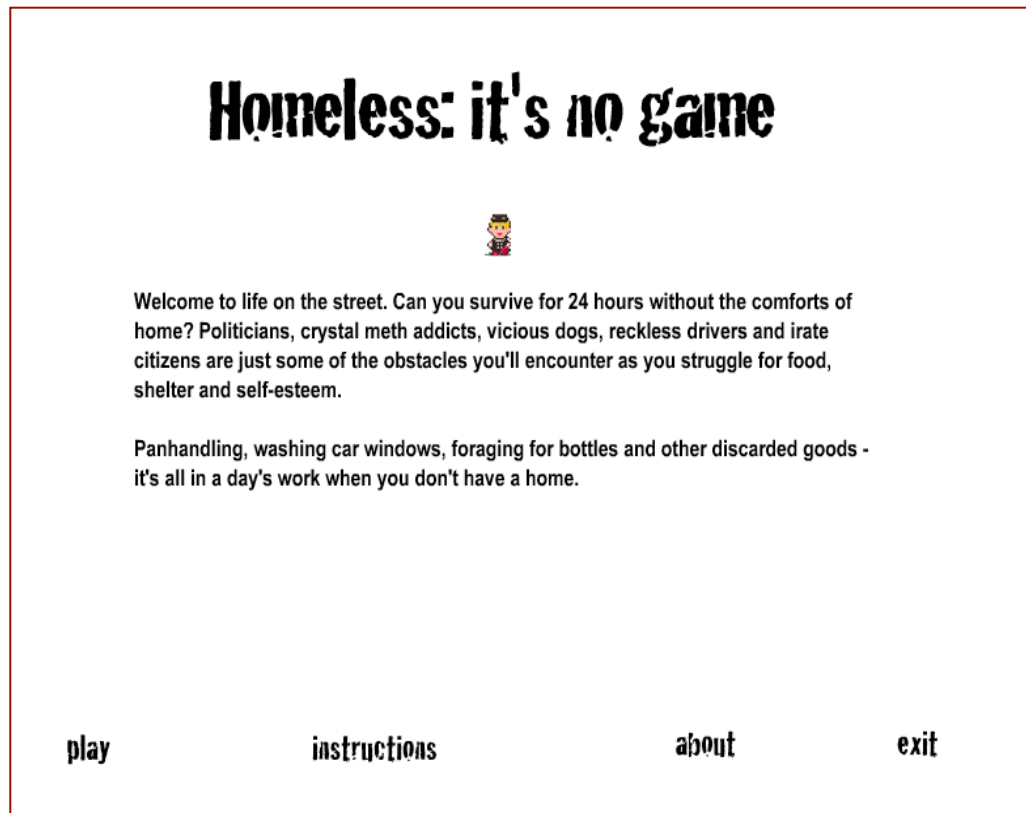 Homeless: it's no game
Welcome to life on the street. Can you survive for 24 hours without the comforts of
home? Politicians, crystal meth addicts, vicious dogs, reckless drivers and irate
citizens are just some of the obstacles you'll encounter as you struggle for food,
shelter and self-esteem.
Panhandling, washing car windows, foraging for bottles and other discarded goods -
it's all in a day's work when you don't have a home.
play instructions about exit